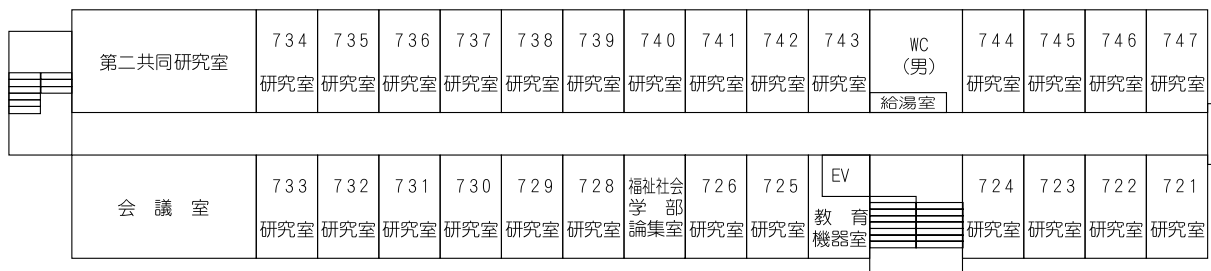 第二共同研究室
734 研究室
735 研究室
736 研究室
737 研究室
738 研究室
739 研究室
740 研究室
741 研究室
742 研究室
743 研究室
WC
(男)
給湯室
744 研究室
745 研究室
746 研究室
747 研究室
会 議 室
733 研究室
732 研究室
731 研究室
730 研究室
729 研究室
728 研究室
福祉社会
学 部
論集室
726 研究室
725 研究室
EV
教 育
機器室
724 研究室
723 研究室
722 研究室
721 研究室